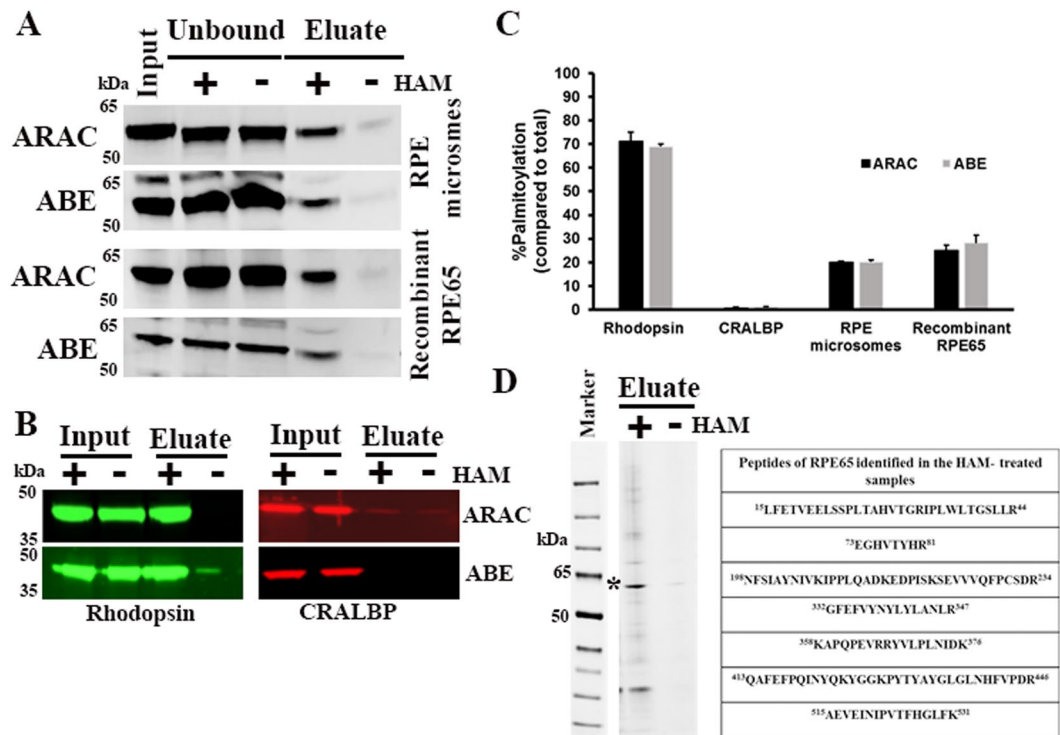 A
Input
Unbound Eluate
kDa + - + - HAM
65
ARAC
50
65
ABE
50
RPE
microsmes
65
ARAC
50
65
ABE
50
Recombinant
RPE65
B
Input Eluate Input Eluate
kDa + - + - + - + - HAM
50
ARAC
35
50
ABE
35
Rhodopsin CRALBP
C
%Palmitoylation
(compared to total)
100
90
80
70
60
50
40
30
20
10
0
ARAC ABE
Rhodopsin CRALBP RPE Recombinant
microsomes RPE65
D
Marker
Eluate
+ - HAM
kDa
65
*
50
Peptides of RPE65 identified in the HAM- treated
samples
15LFETVEELSSPLTAHVTGRIPLWLTGSLLR44
73EGHVTYHR81
198NFSIAYNIVKIPPLQADKEDPISKSEVVVQFPCSDR234
332GFEFVYNYLYLANLR347
358KAPQPEVRRYVLPLNIDK376
413QAFEFPQINYQKYGGKPYTYAYGLGLNHFVPDR446
515AEVEINIPVTFHGLFK531